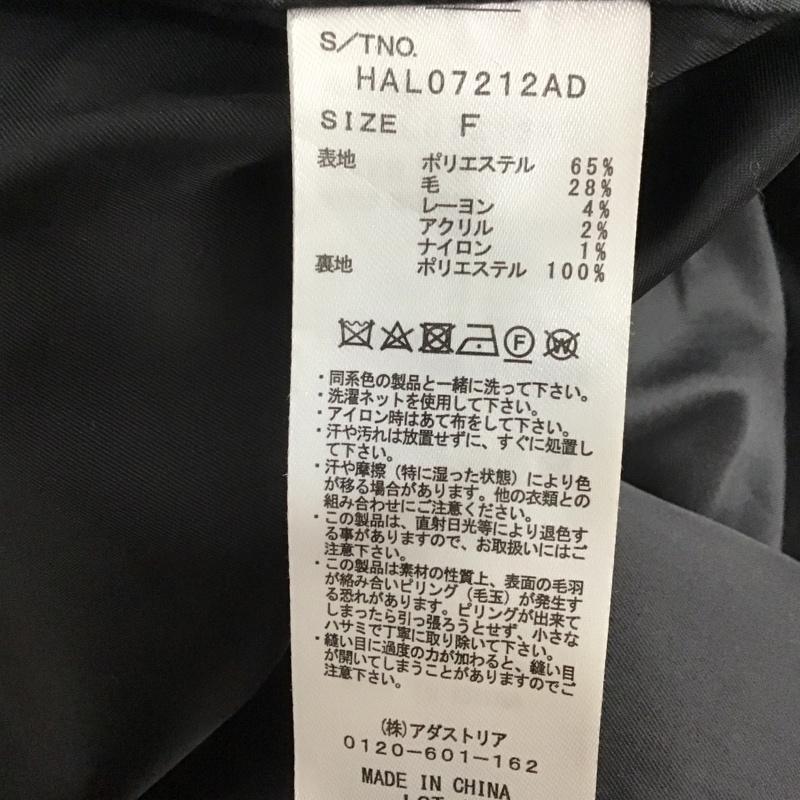 S/TNO.
HAL07212AD
SIZE F
表地 ポリエステル 65%
毛 28%
レーヨン 4%
アクリル 2%
ナイロン 1%
裏地 ポリエステル 100%
F
W
・同系色の製品と一緒に洗って下さい。
・洗濯ネットを使用して下さい。
・アイロン時はあて布をして下さい。
・汗や汚れは放置せずに、すぐに処置し
て下さい。
・汗や摩擦（特に湿った状態）により色
が移る場合があります。他の衣類との
組み合わせにご注意ください。
・この製品は、直射日光等により退色す
る事がありますので、お取扱いにはご
注意下さい。
・この製品は素材の性質上、表面の毛羽
が絡み合いピリング（毛玉）が発生す
る恐れがあります。ピリングが出来て
しまったら引っ張ろうとせず、小さな
ハサミで丁寧に取り除いて下さい。
・縫い目に過度の力が加わると、縫い目
が開いてしまうことがありますのでご
注意下さい。
(株)アダストリア
0120-601-162
MADE IN CHINA